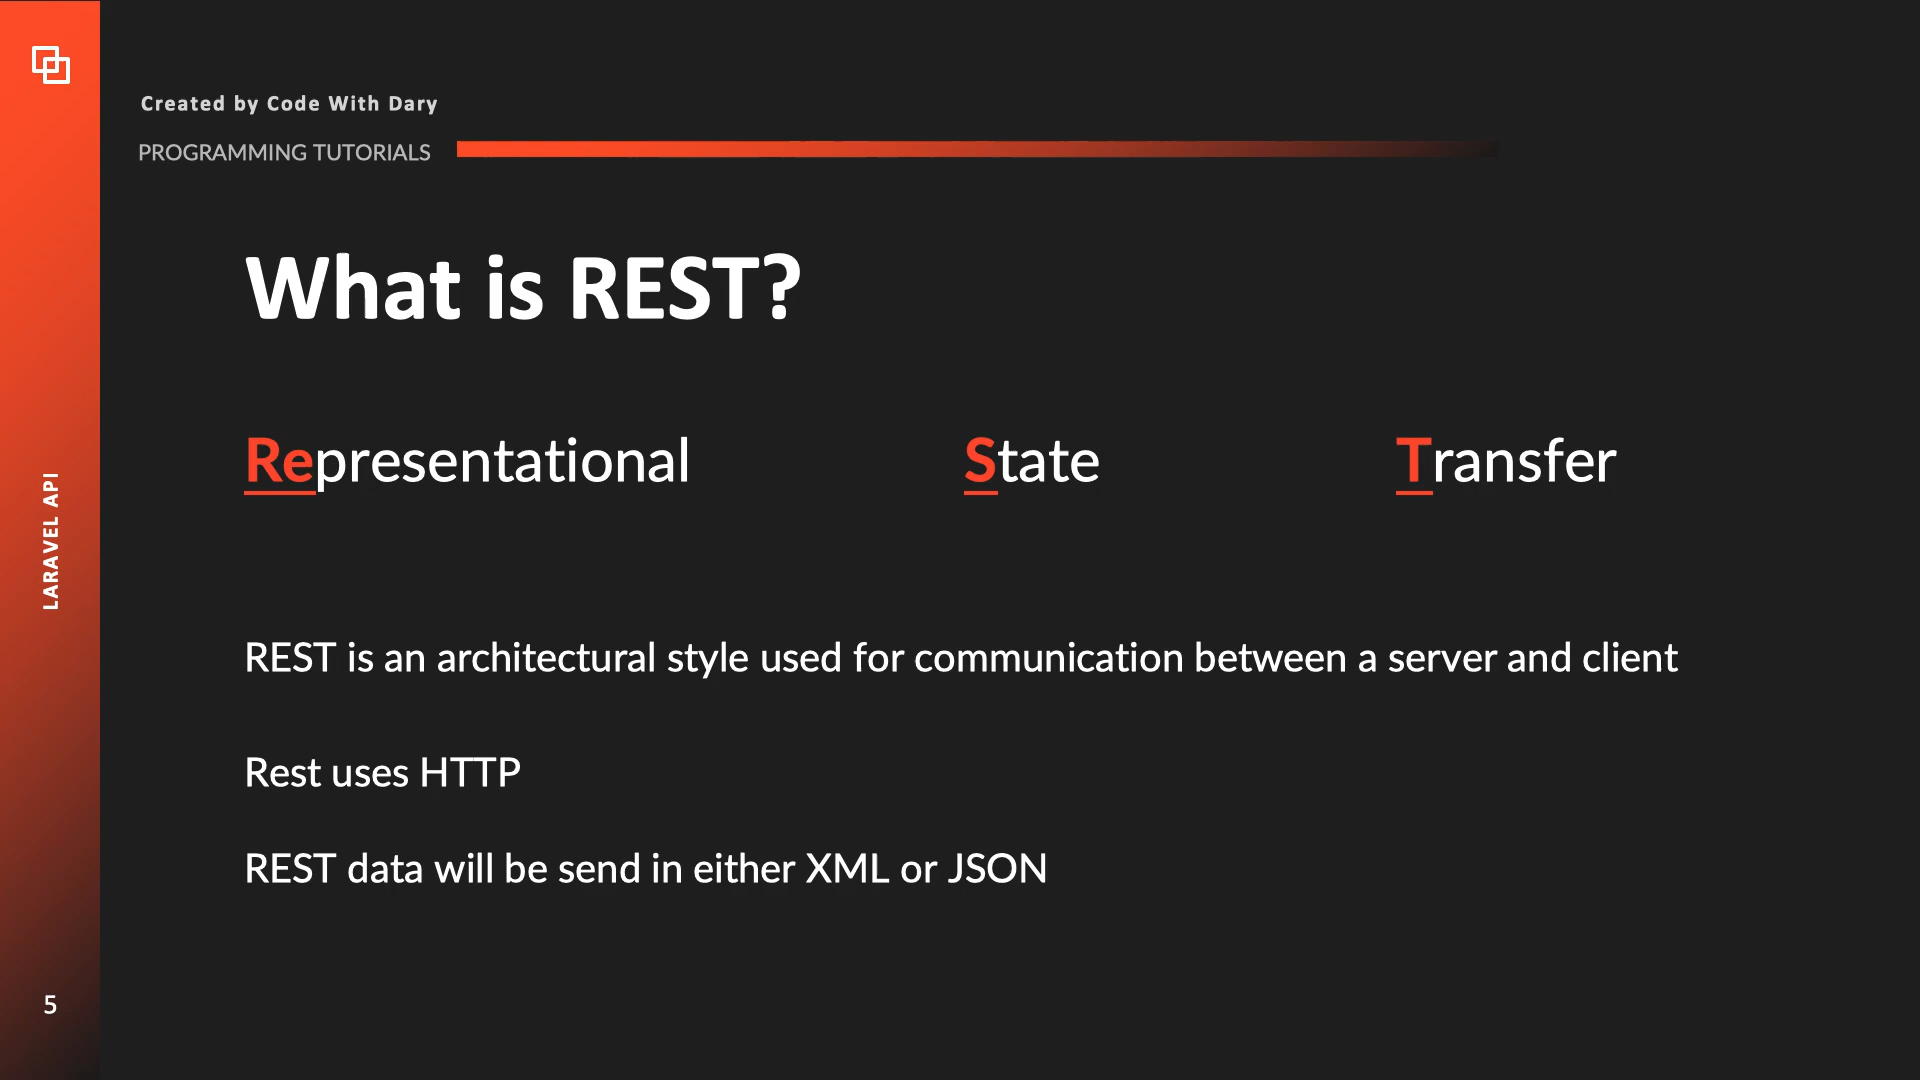 Created by Code With Dary
PROGRAMMING TUTORIALS
What is REST?
Representational State Transfer
LARAVEL API
REST is an architectural style used for communication between a server and client
Rest uses HTTP
REST data will be send in either XML or JSON
5